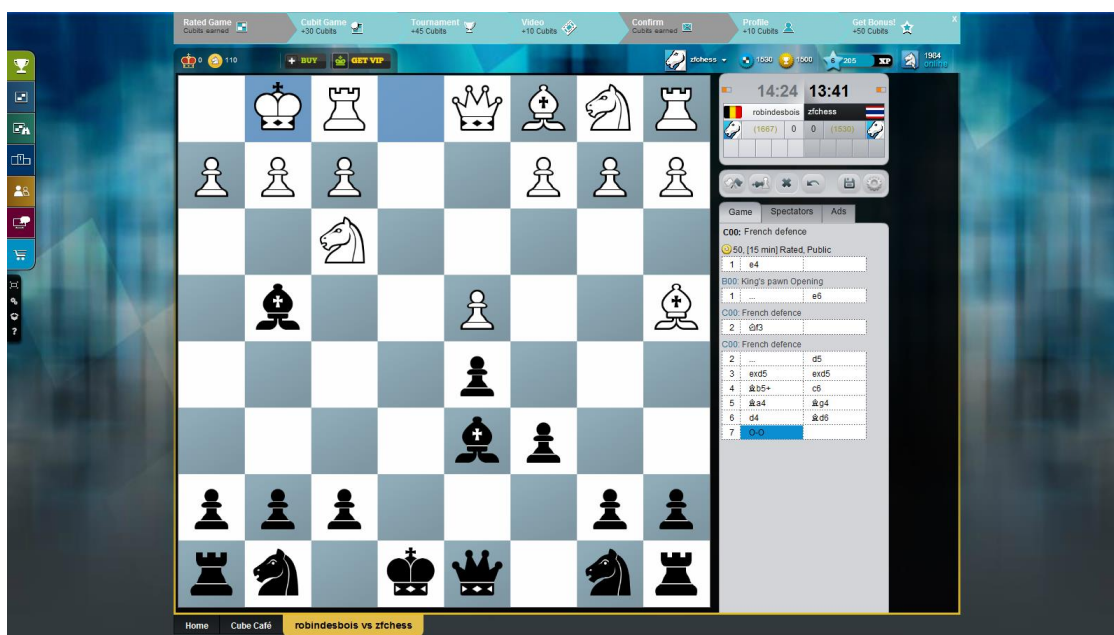 Rated Game
Cubits earned
Cubit Game
+30 Cubits
Tournament
+45 Cubits
Video
+10 Cubits
Confirm
Cubits earned
Profile
+10 Cubits
Get Bonus!
+50 Cubits
X
0 110 + BUY GET VIP
zfchess 1530 1500 6 205 XP 1984 online
14:24 13:41
robindesbois zfchess
(1667) 0 0 (1530)
Game Spectators Ads
C00: French defence
50, [15 min] Rated, Public
1 e4
B00: King's pawn Opening
1 ... e6
C00: French defence
2 ♘f3
C00: French defence
2 ... d5
3 exd5 exd5
4 ♗b5+ c6
5 ♗a4 ♗g4
6 d4 ♗d6
7 O-O
?
Home Cube Café robindesbois vs zfchess